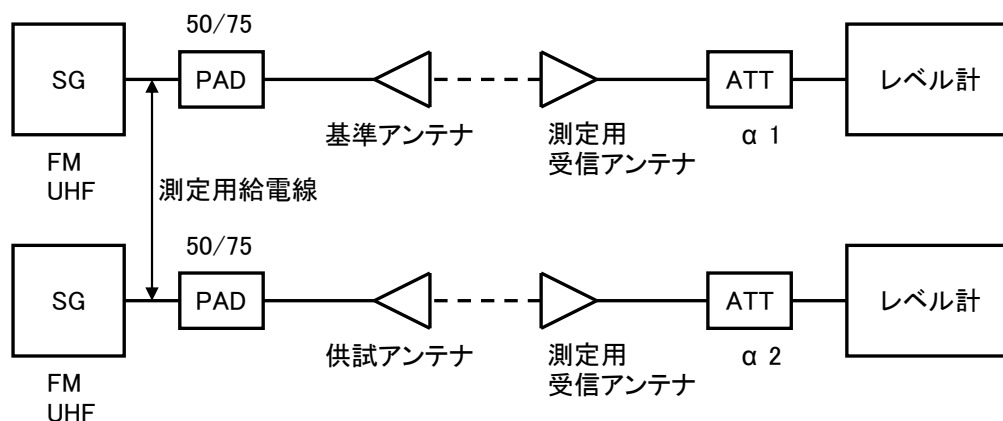 50/75
SG
PAD
ATT
レベル計
基準アンテナ
測定用
受信アンテナ
α 1
FM
UHF
測定用給電線
50/75
SG
PAD
ATT
レベル計
供試アンテナ
測定用
受信アンテナ
α 2
FM
UHF